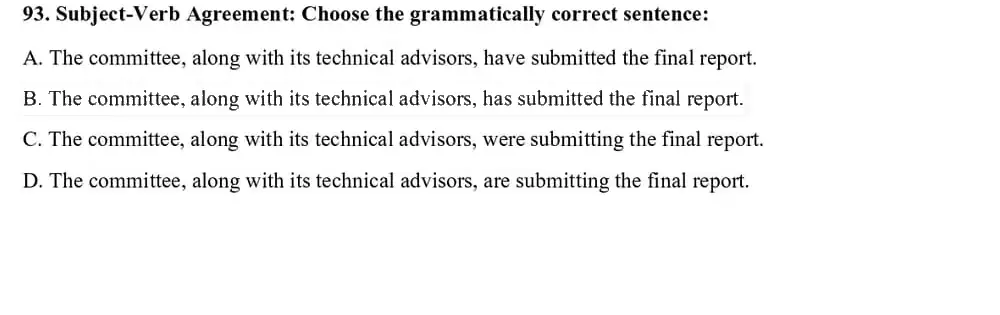 93. Subject-Verb Agreement: Choose the grammatically correct sentence:
A. The committee, along with its technical advisors, have submitted the final report.
B. The committee, along with its technical advisors, has submitted the final report.
C. The committee, along with its technical advisors, were submitting the final report.
D. The committee, along with its technical advisors, are submitting the final report.